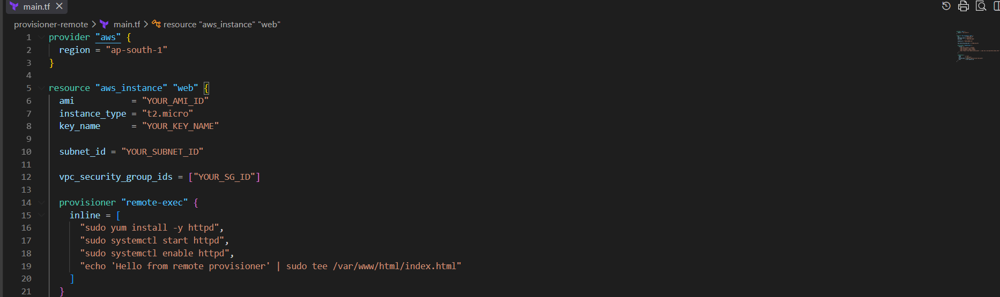 main.tf
provisioner-remote > main.tf > resource "aws_instance" "web"
1 provider "aws" {
2 region = "ap-south-1"
3 }
4
5 resource "aws_instance" "web" {
6 ami = "YOUR_AMI_ID"
7 instance_type = "t2.micro"
8 key_name = "YOUR_KEY_NAME"
9
10 subnet_id = "YOUR_SUBNET_ID"
11
12 vpc_security_group_ids = ["YOUR_SG_ID"]
13
14 provisioner "remote-exec" {
15 inline = [
16 "sudo yum install -y httpd",
17 "sudo systemctl start httpd",
18 "sudo systemctl enable httpd",
19 "echo 'Hello from remote provisioner' | sudo tee /var/www/html/index.html"
20 ]
21 }